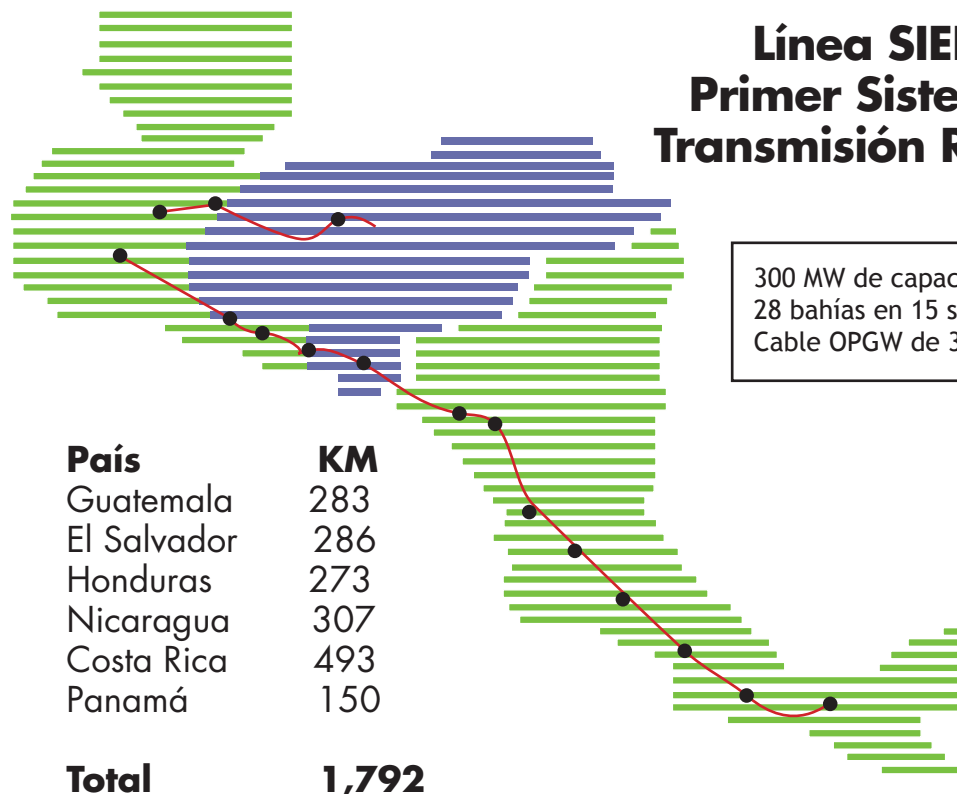 Línea SIE
Primer Siste
Transmisión R
300 MW de capac
28 bahías en 15 s
Cable OPGW de 3
País KM
Guatemala 283
El Salvador 286
Honduras 273
Nicaragua 307
Costa Rica 493
Panamá 150
Total 1,792